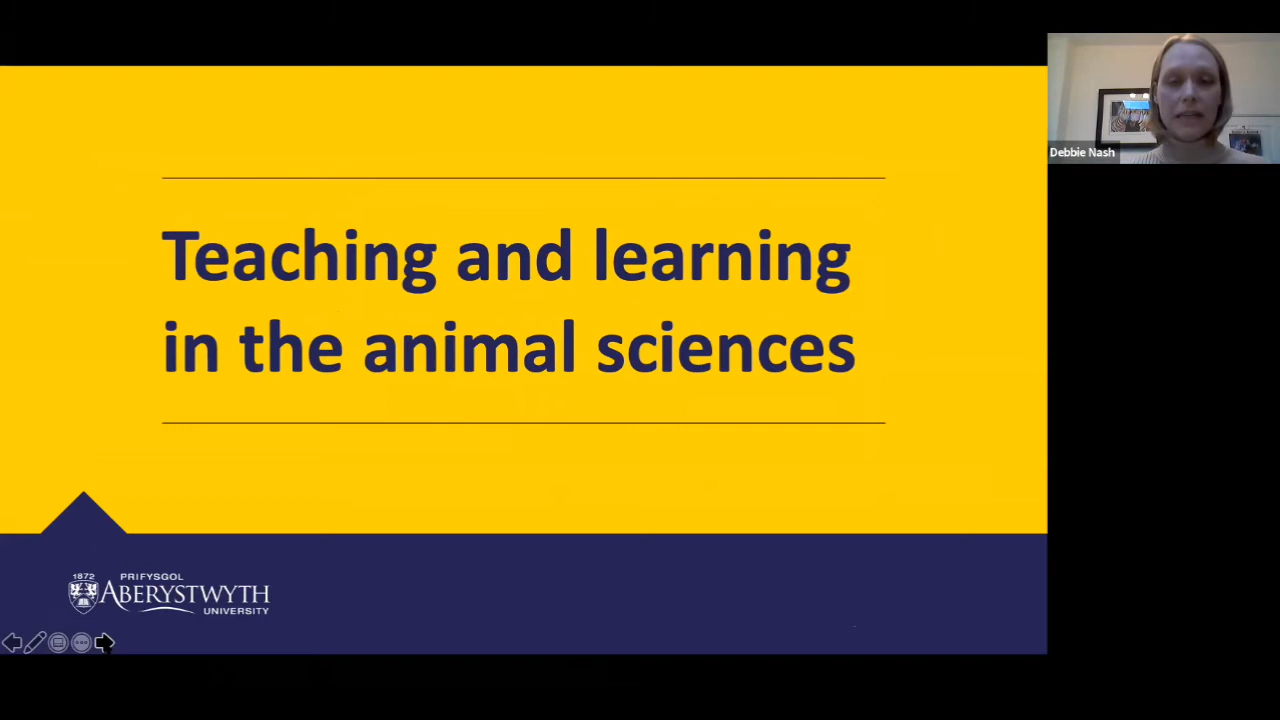 Debbie Nash
Teaching and learning
in the animal sciences
1872
PRIFYSGOL
ABERYSTWYTH
UNIVERSITY